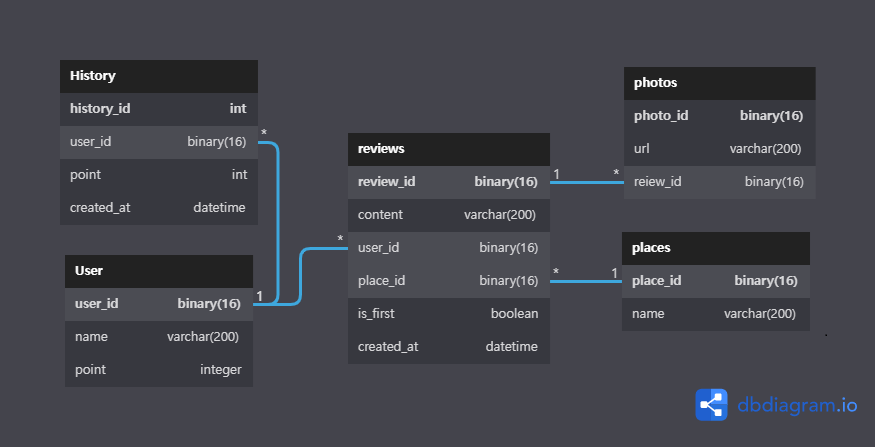 History
history_id int
user_id binary(16)
point int
created_at datetime
*
User
user_id binary(16)
name varchar(200)
point integer
1
*
reviews
review_id binary(16)
content varchar(200)
user_id binary(16)
place_id binary(16)
is_first boolean
created_at datetime
1 *
* 1
photos
photo_id binary(16)
url varchar(200)
reiew_id binary(16)
places
place_id binary(16)
name varchar(200)
.
dbdiagram.io